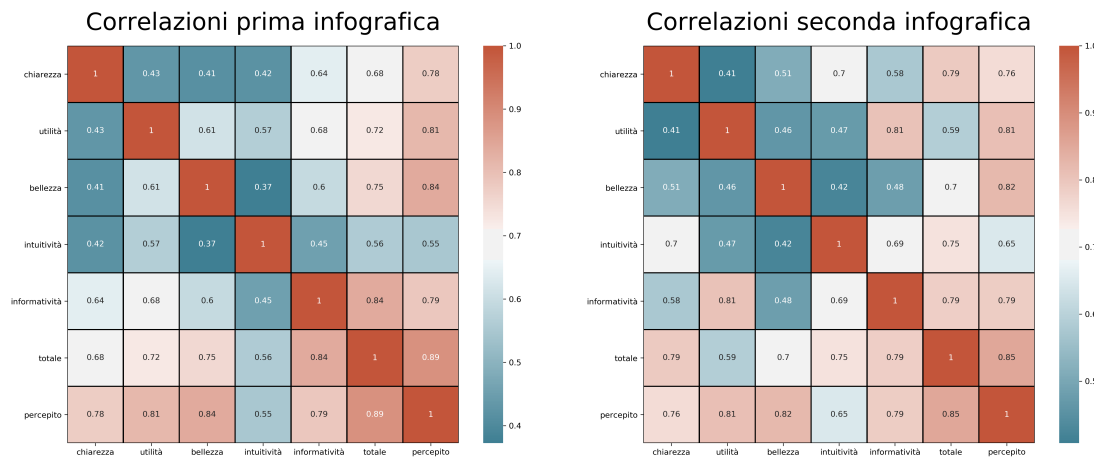 Correlazioni prima infografica
chiarezza 1 0.43 0.41 0.42 0.64 0.68 0.78
utilità 0.43 1 0.61 0.57 0.68 0.72 0.81
bellezza 0.41 0.61 1 0.37 0.6 0.75 0.84
intuitività 0.42 0.57 0.37 1 0.45 0.56 0.55
informatività 0.64 0.68 0.6 0.45 1 0.84 0.79
totale 0.68 0.72 0.75 0.56 0.84 1 0.89
percepito 0.78 0.81 0.84 0.55 0.79 0.89 1
chiarezza utilità bellezza intuitività informatività totale percepito
1.0
0.9
0.8
0.7
0.6
0.5
0.4
Correlazioni seconda infografica
chiarezza 1 0.41 0.51 0.7 0.58 0.79 0.76
utilità 0.41 1 0.46 0.47 0.81 0.59 0.81
bellezza 0.51 0.46 1 0.42 0.48 0.7 0.82
intuitività 0.7 0.47 0.42 1 0.69 0.75 0.65
informatività 0.58 0.81 0.48 0.69 1 0.79 0.79
totale 0.79 0.59 0.7 0.75 0.79 1 0.85
percepito 0.76 0.81 0.82 0.65 0.79 0.85 1
chiarezza utilità bellezza intuitività informatività totale percepito